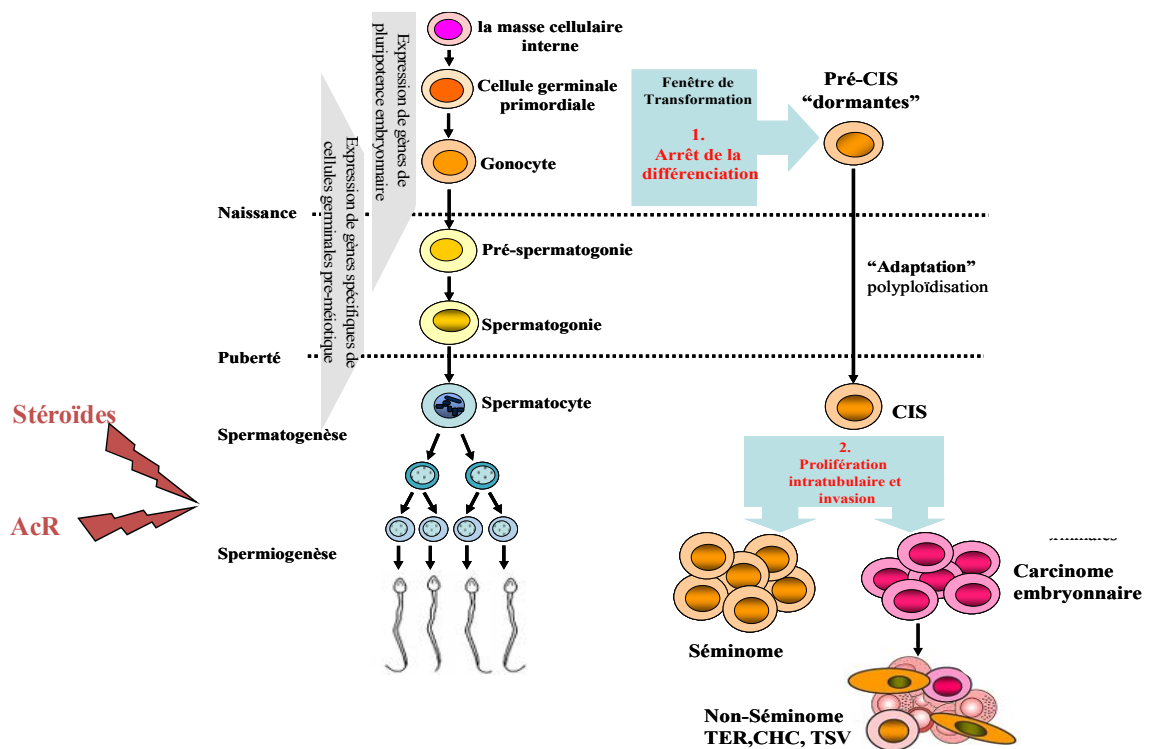 la masse cellulaire
interne
Cellule germinale
primordiale
Gonocyte
Expression de gènes de
pluripotence embryonnaire
Expression de gènes spécifiques de
cellules germinales pre-méiotique
Naissance
Pré-spermatogonie
Spermatogonie
Puberté
Spermatocyte
Spermatogenèse
Spermiogenèse
Stéroïdes
AcR
Fenêtre de
Transformation
1.
Arrêt de la
différenciation
Pré-CIS
“dormantes”
“Adaptation”
polyploïdisation
CIS
2.
Prolifération
intratubulaire et
invasion
Séminome
Carcinome
embryonnaire
Non-Séminome
TER,CHC, TSV